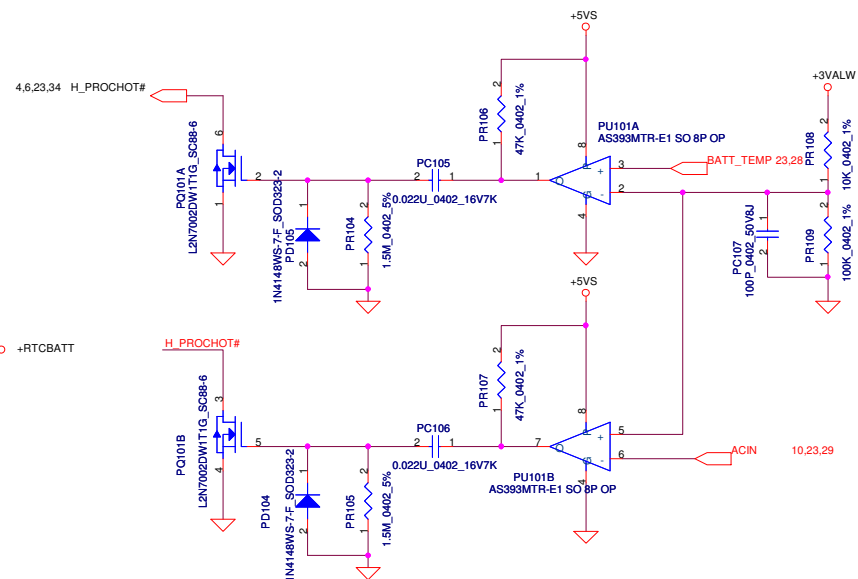 +5VS
+3VALW
4,6,23,34 H_PROCHOT#
PR106
47K_0402_1%
2
1
PU101A
AS393MTR-E1 SO 8P OP
8
P
+
-
G
O
3
2
1
4
BATT_TEMP 23,28
PR108
10K_0402_1%
2
1
PQ101A
L2N7002DW1T1G_SC88-6
6
2
1
PC105
2
1
0.022U_0402_16V7K
PD105
1N4148WS-7-F_SOD323-2
1
2
PR104
1.5M_0402_5%
2
1
PC107
100P_0402_50V8J
1
2
PR109
100K_0402_1%
2
1
+5VS
+RTCBATT
H_PROCHOT#
PR107
47K_0402_1%
2
1
PQ101B
L2N7002DW1T1G_SC88-6
3
5
4
PC106
2
1
0.022U_0402_16V7K
8
P
+
-
G
O
5
6
7
4
PU101B
AS393MTR-E1 SO 8P OP
ACIN 10,23,29
PD104
1N4148WS-7-F_SOD323-2
1
2
PR105
1.5M_0402_5%
2
1